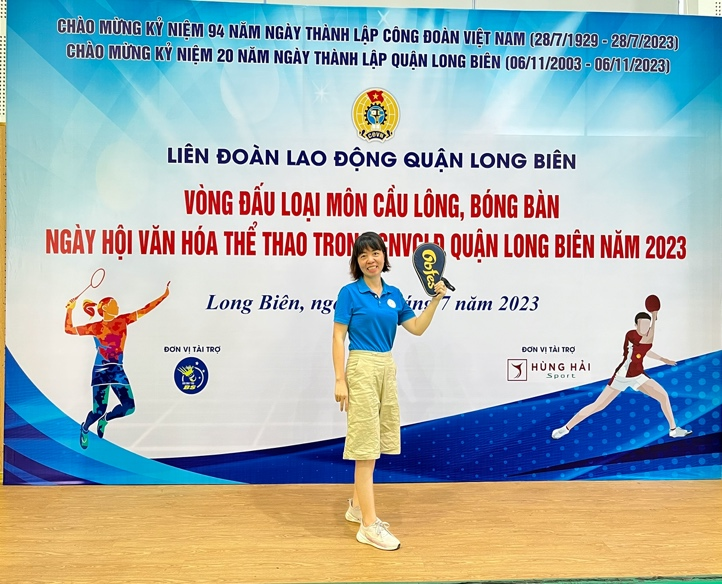 CHÀO MỪNG KỶ NIỆM 94 NĂM NGÀY THÀNH LẬP CÔNG ĐOÀN VIỆT NAM (28/7/1929 - 28/7/2023)
CHÀO MỪNG KỶ NIỆM 20 NĂM NGÀY THÀNH LẬP QUẬN LONG BIÊN (06/11/2003 - 06/11/2023)
LIÊN ĐOÀN LAO ĐỘNG QUẬN LONG BIÊN
VÒNG ĐẤU LOẠI MÔN CẦU LÔNG, BÓNG BÀN
NGÀY HỘI VĂN HÓA THỂ THAO TRON CNVCLĐ QUẬN LONG BIÊN NĂM 2023
Long Biên, 7 năm 2023
ĐƠN VỊ TÀI TRỢ
ĐƠN VỊ TÀI TRỢ
HÙNG HẢI
Sport